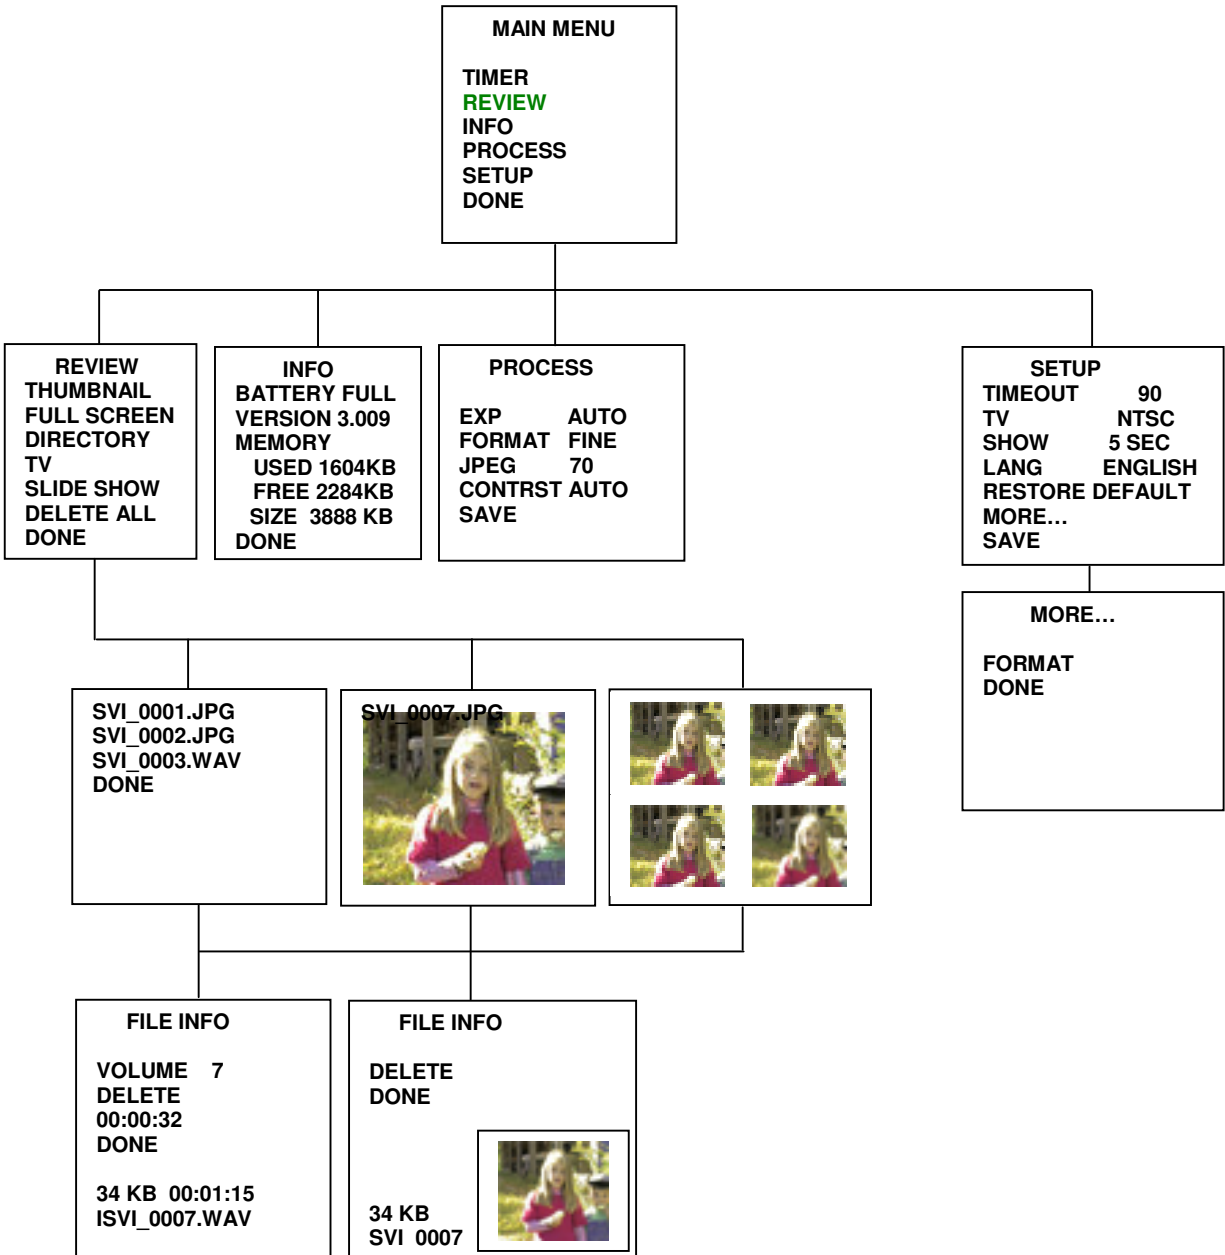 MAIN MENU
TIMER
REVIEW
INFO
PROCESS
SETUP
DONE
REVIEW
THUMBNAIL
FULL SCREEN
DIRECTORY
TV
SLIDE SHOW
DELETE ALL
DONE
INFO
BATTERY FULL
VERSION 3.009
MEMORY
USED 1604KB
FREE 2284KB
SIZE 3888 KB
DONE
PROCESS
EXP AUTO
FORMAT FINE
JPEG 70
CONTRST AUTO
SAVE
SETUP
TIMEOUT 90
TV NTSC
SHOW 5 SEC
LANG ENGLISH
RESTORE DEFAULT
MORE...
SAVE
MORE...
FORMAT
DONE
SVI_0001.JPG
SVI_0002.JPG
SVI_0003.WAV
DONE
SVI_0007.JPG
FILE INFO
VOLUME 7
DELETE
00:00:32
DONE
34 KB 00:01:15
ISVI_0007.WAV
FILE INFO
DELETE
DONE
34 KB
SVI 0007